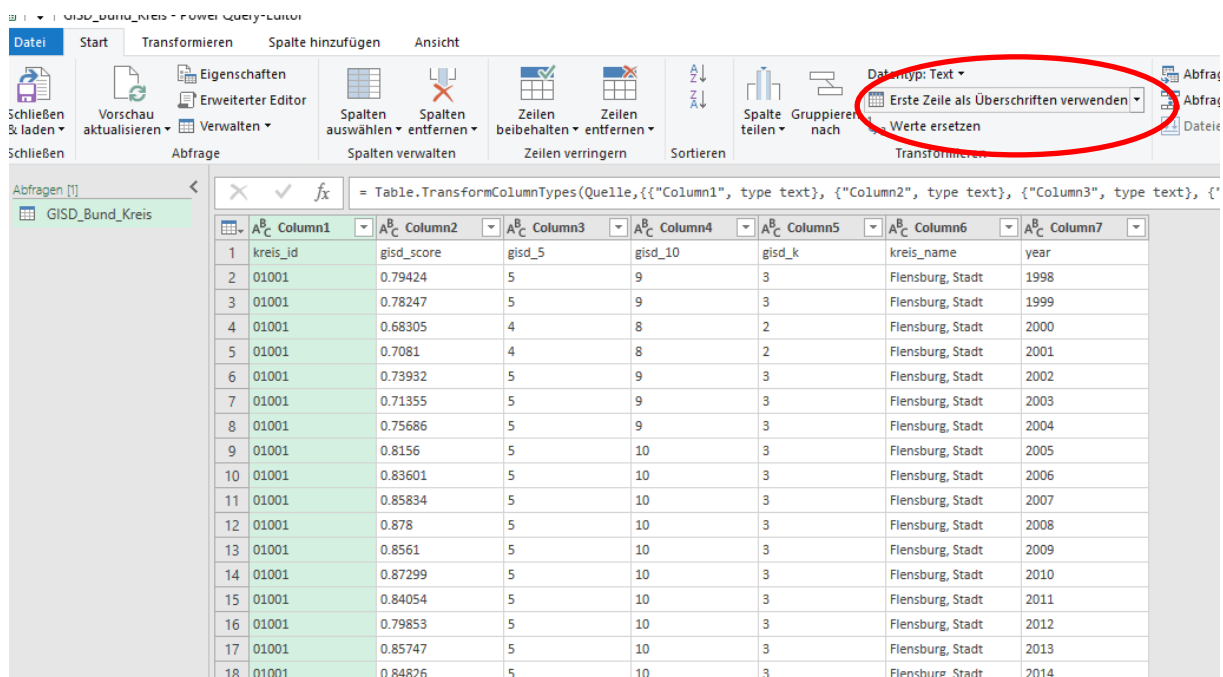 GISD_Bund_Kreis - Power Query-Editor
Datei Start Transformieren Spalte hinzufügen Ansicht
Schließen & laden Vorschau aktualisieren Eigenschaften Erweiterter Editor Verwalten Spalten auswählen Spalten entfernen Zeilen beibehalten Zeilen entfernen Spalte teilen Gruppieren nach Datentyp: Text Erste Zeile als Überschriften verwenden Werte ersetzen
Schließen Abfrage Spalten verwalten Zeilen verringern Sortieren Transformieren
Abfragen [1]
GISD_Bund_Kreis
fx = Table.TransformColumnTypes(Quelle,{{"Column1", type text}, {"Column2", type text}, {"Column3", type text}, {"
Column1 Column2 Column3 Column4 Column5 Column6 Column7
1 kreis_id gisd_score gisd_5 gisd_10 gisd_k kreis_name year
2 01001 0.79424 5 9 3 Flensburg, Stadt 1998
3 01001 0.78247 5 9 3 Flensburg, Stadt 1999
4 01001 0.68305 4 8 2 Flensburg, Stadt 2000
5 01001 0.7081 4 8 2 Flensburg, Stadt 2001
6 01001 0.73932 5 9 3 Flensburg, Stadt 2002
7 01001 0.71355 5 9 3 Flensburg, Stadt 2003
8 01001 0.75686 5 9 3 Flensburg, Stadt 2004
9 01001 0.8156 5 10 3 Flensburg, Stadt 2005
10 01001 0.83601 5 10 3 Flensburg, Stadt 2006
11 01001 0.85834 5 10 3 Flensburg, Stadt 2007
12 01001 0.878 5 10 3 Flensburg, Stadt 2008
13 01001 0.8561 5 10 3 Flensburg, Stadt 2009
14 01001 0.87299 5 10 3 Flensburg, Stadt 2010
15 01001 0.84054 5 10 3 Flensburg, Stadt 2011
16 01001 0.79853 5 10 3 Flensburg, Stadt 2012
17 01001 0.85747 5 10 3 Flensburg, Stadt 2013
18 01001 0.84826 5 10 3 Flensburg, Stadt 2014